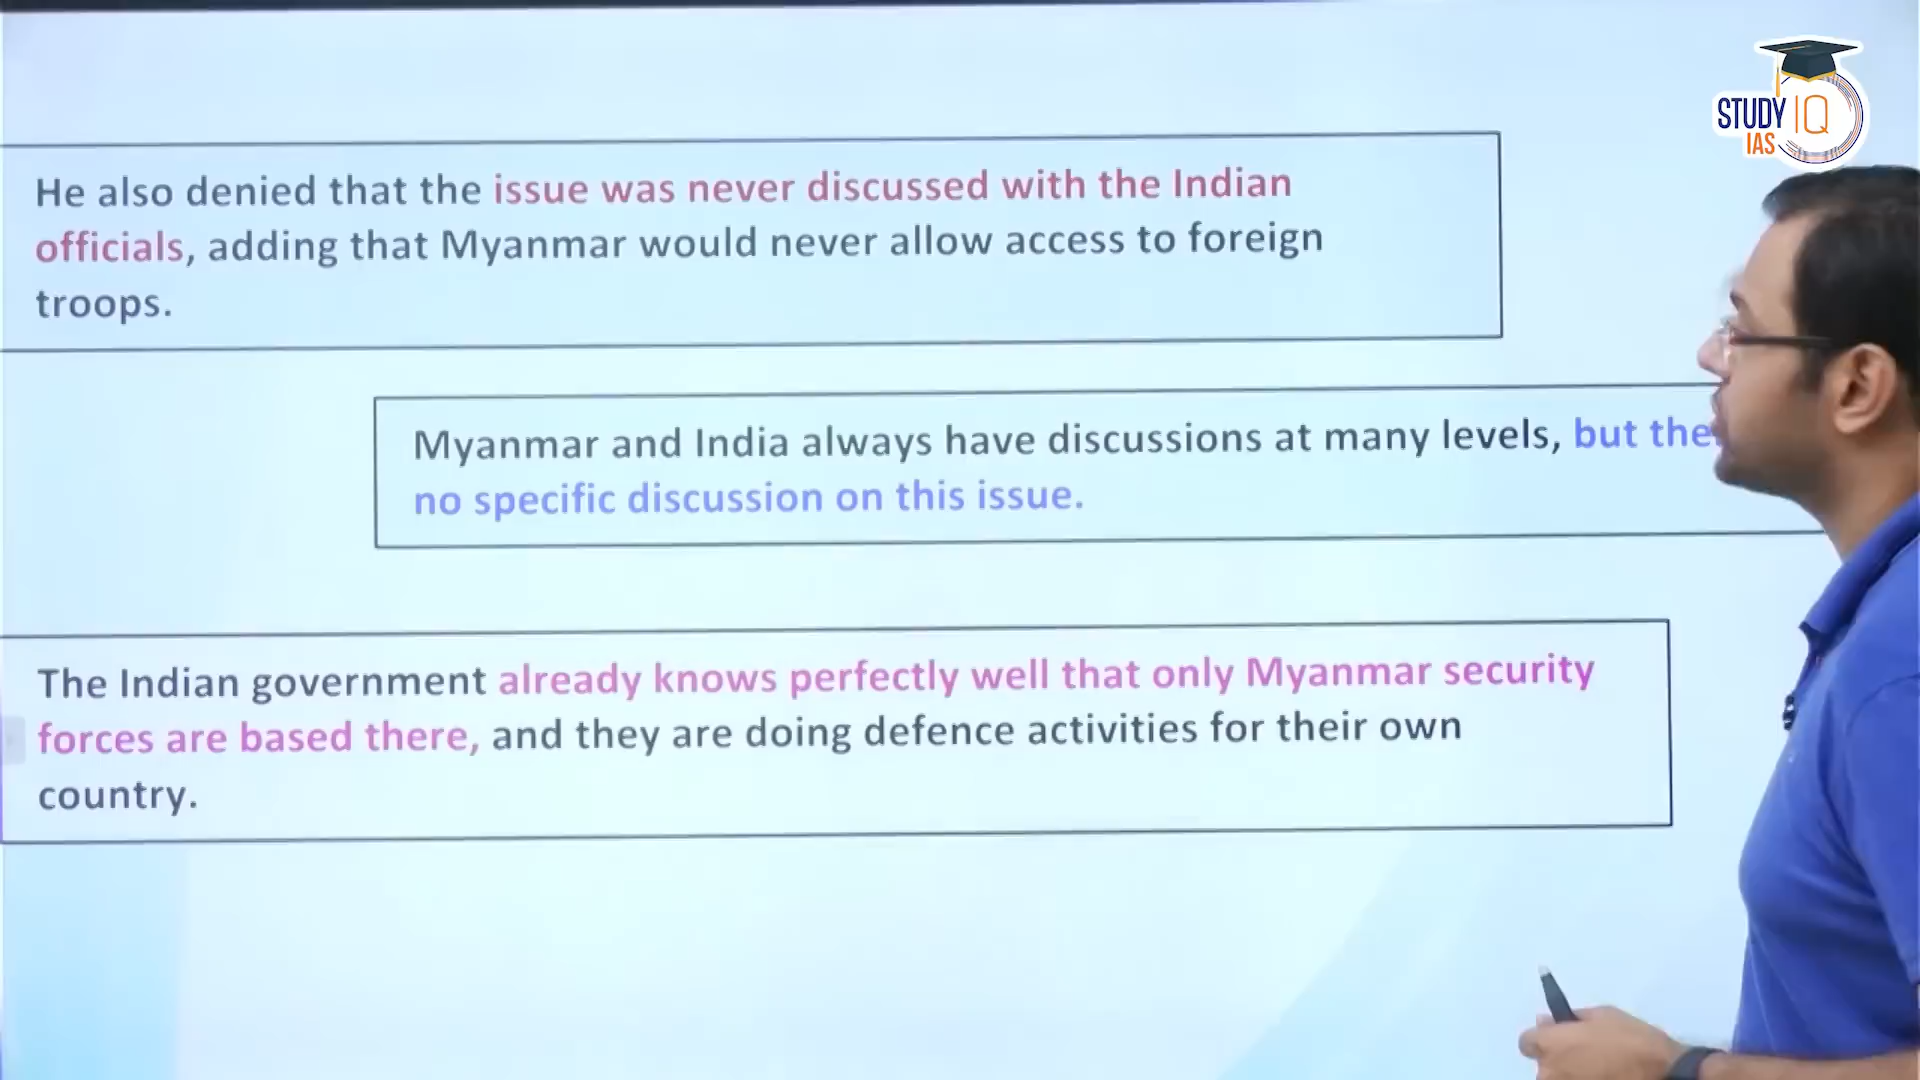 STUDY IQ
IAS
He also denied that the issue was never discussed with the Indian
officials, adding that Myanmar would never allow access to foreign
troops.
Myanmar and India always have discussions at many levels, but
no specific discussion on this issue.
The Indian government already knows perfectly well that only Myanmar security
forces are based there, and they are doing defence activities for their own
country.